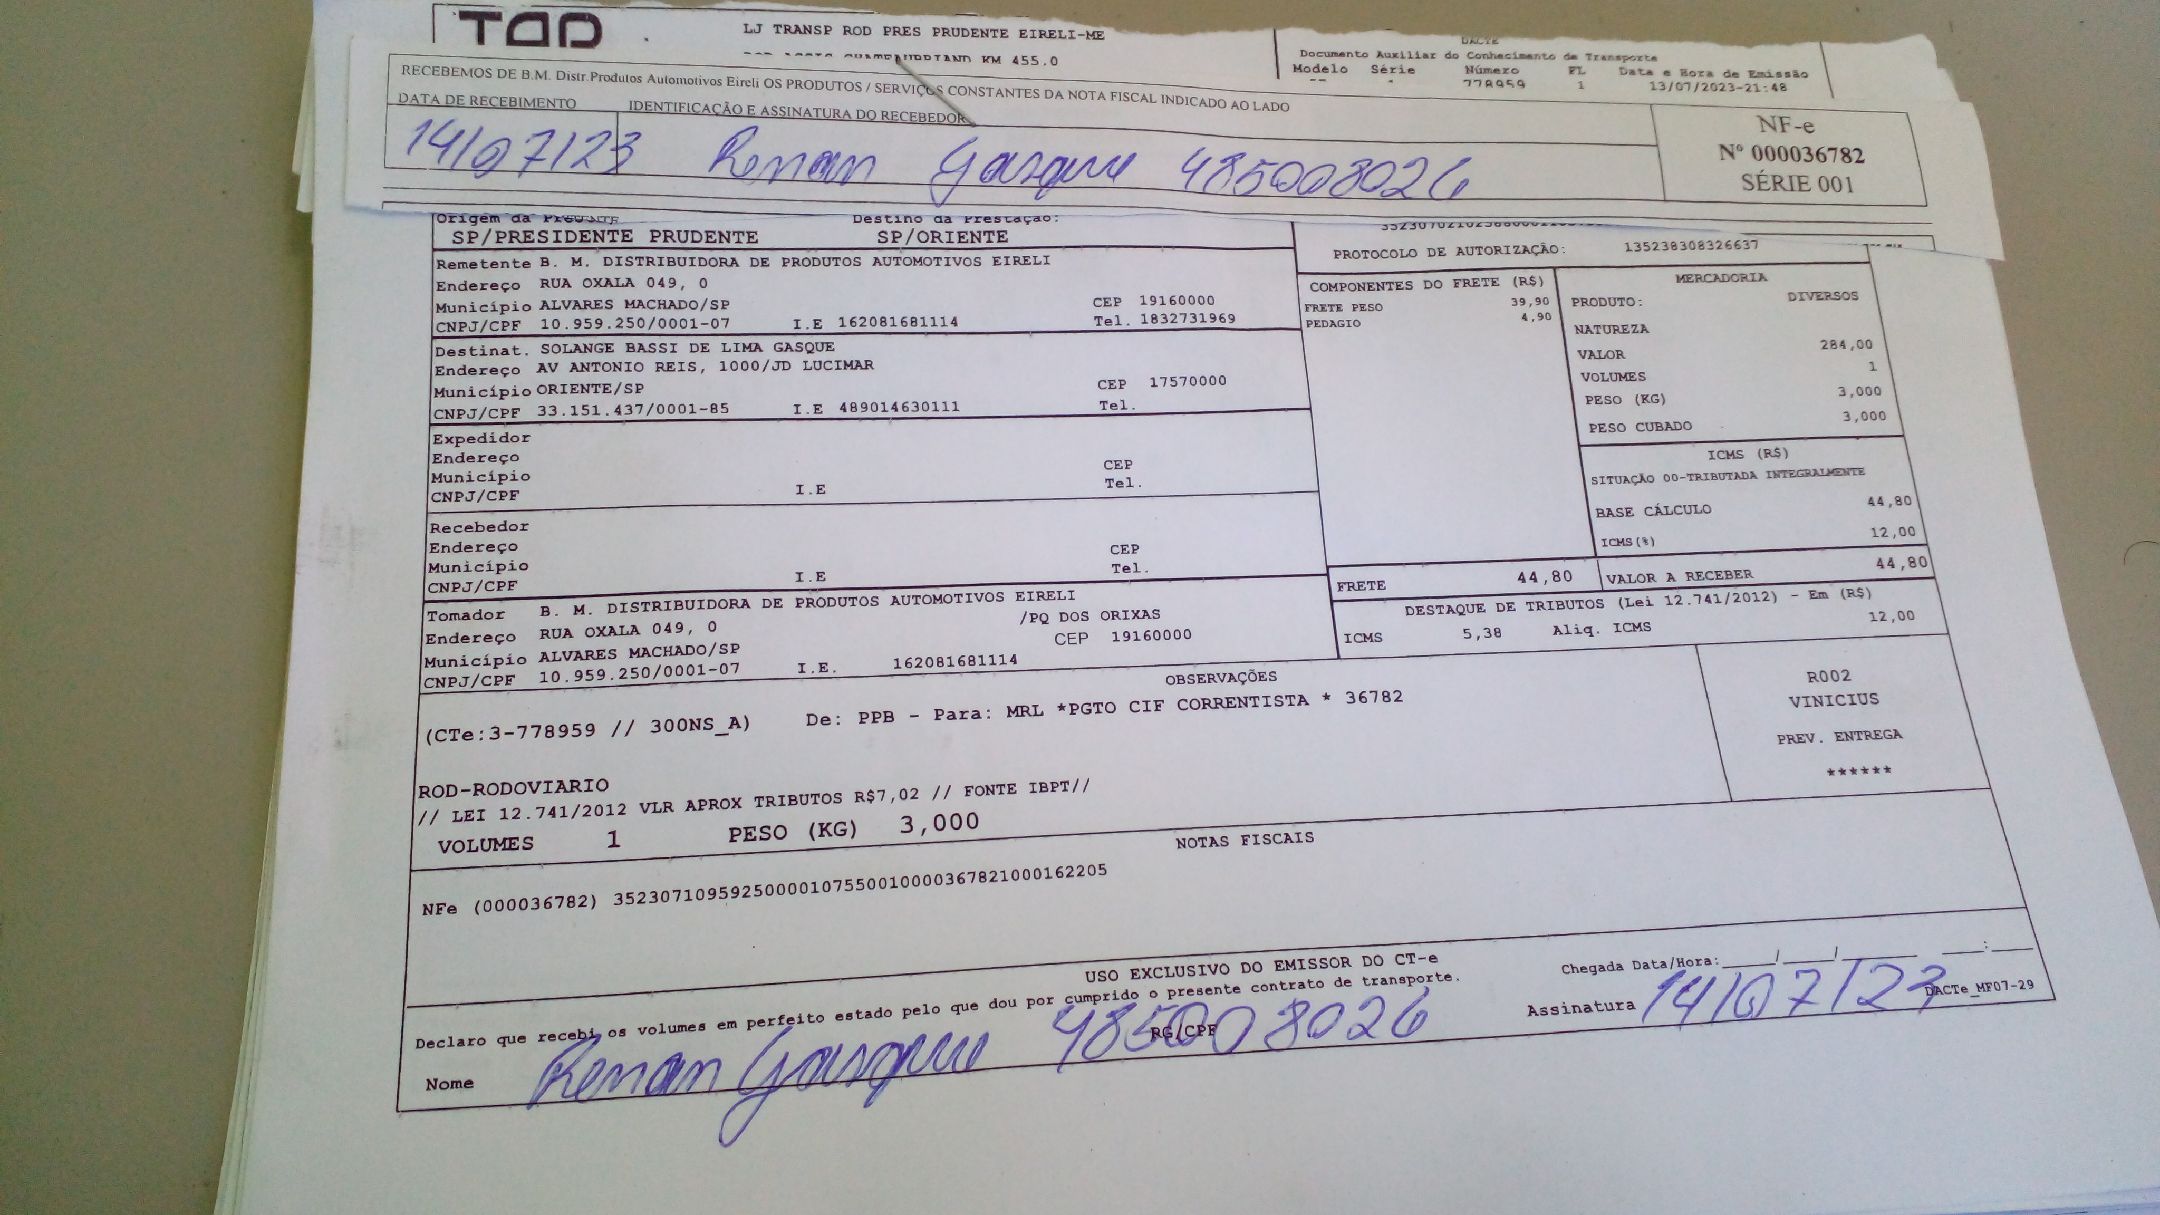 TDD
LJ TRANSP ROD PRES PRUDENTE EIRELI-ME
KM 455.0
DACTE
Documento Auxiliar do Conhecimento de Transporte
Modelo Série Número FL Data e Hora de Emissão
778959 1 13/07/2023-21:48
RECEBEMOS DE B.M. Distr.Produtos Automotivos Eireli OS PRODUTOS / SERVIÇOS CONSTANTES DA NOTA FISCAL INDICADO AO LADO
DATA DE RECEBIMENTO IDENTIFICAÇÃO E ASSINATURA DO RECEBEDOR
14/07/23 Renan Gasque 485008026
NF-e
Nº 000036782
SÉRIE 001
Origem da Destino da Prestação:
SP/PRESIDENTE PRUDENTE SP/ORIENTE
PROTOCOLO DE AUTORIZAÇÃO: 135238308326637
Remetente B. M. DISTRIBUIDORA DE PRODUTOS AUTOMOTIVOS EIRELI
Endereço RUA OXALA 049, 0
Município ALVARES MACHADO/SP CEP 19160000
CNPJ/CPF 10.959.250/0001-07 I.E 162081681114 Tel. 1832731969
Destinat. SOLANGE BASSI DE LIMA GASQUE
Endereço AV ANTONIO REIS, 1000/JD LUCIMAR
Município ORIENTE/SP CEP 17570000
CNPJ/CPF 33.151.437/0001-85 I.E 489014630111 Tel.
Expedidor
Endereço
Município CEP
CNPJ/CPF I.E Tel.
Recebedor
Endereço
Município CEP
CNPJ/CPF I.E Tel.
Tomador B. M. DISTRIBUIDORA DE PRODUTOS AUTOMOTIVOS EIRELI
Endereço RUA OXALA 049, 0 /PQ DOS ORIXAS
Município ALVARES MACHADO/SP CEP 19160000
CNPJ/CPF 10.959.250/0001-07 I.E. 162081681114
COMPONENTES DO FRETE (R$)
FRETE PESO 39,90
PEDAGIO 4,90
MERCADORIA
PRODUTO: DIVERSOS
NATUREZA
VALOR 284,00
VOLUMES 1
PESO (KG) 3,000
PESO CUBADO 3,000
ICMS (R$)
SITUAÇÃO 00-TRIBUTADA INTEGRALMENTE
BASE CÁLCULO 44,80
ICMS(%) 12,00
FRETE 44,80 VALOR A RECEBER 44,80
DESTAQUE DE TRIBUTOS (Lei 12.741/2012) - Em (R$)
ICMS 5,38 Aliq. ICMS 12,00
OBSERVAÇÕES
(CTe:3-778959 // 300NS_A) De: PPB - Para: MRL *PGTO CIF CORRENTISTA * 36782
R002
VINICIUS
PREV. ENTREGA
******
ROD-RODOVIARIO
// LEI 12.741/2012 VLR APROX TRIBUTOS R$7,02 // FONTE IBPT//
VOLUMES 1 PESO (KG) 3,000
NOTAS FISCAIS
NFe (000036782) 35230710959250000107550010000367821000162205
USO EXCLUSIVO DO EMISSOR DO CT-e
Declaro que recebi os volumes em perfeito estado pelo que dou por cumprido o presente contrato de transporte.
Chegada Data/Hora:____/____/______ ___:___
Nome Renan Gasque RG/CPF 485008026 Assinatura 14/07/23
DACTe_MF07-29